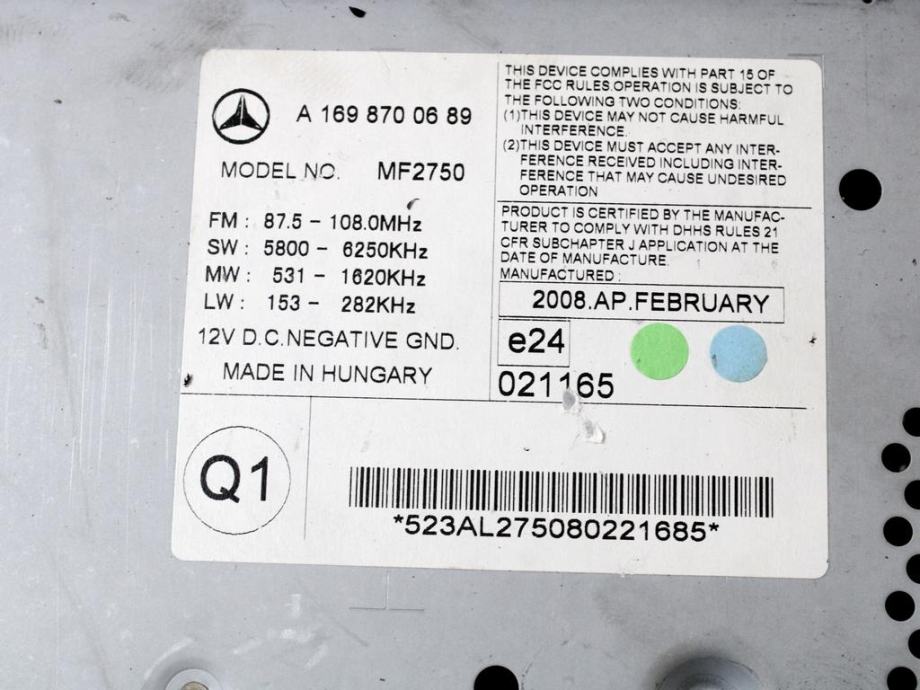 A 169 870 06 89
MODEL NO. MF2750
FM : 87.5 - 108.0MHz
SW : 5800 - 6250KHz
MW : 531 - 1620KHz
LW : 153 - 282KHz
12V D.C.NEGATIVE GND.
MADE IN HUNGARY
THIS DEVICE COMPLIES WITH PART 15 OF
THE FCC RULES.OPERATION IS SUBJECT TO
THE FOLLOWING TWO CONDITIONS:
(1)THIS DEVICE MAY NOT CAUSE HARMFUL
INTERFERENCE.
(2)THIS DEVICE MUST ACCEPT ANY INTER-
FERENCE RECEIVED INCLUDING INTER-
FERENCE THAT MAY CAUSE UNDESIRED
OPERATION
PRODUCT IS CERTIFIED BY THE MANUFAC-
TURER TO COMPLY WITH DHHS RULES 21
CFR SUBCHAPTER J APPLICATION AT THE
DATE OF MANUFACTURE.
MANUFACTURED :
2008.AP.FEBRUARY
e24
021165
Q1
*523AL275080221685*